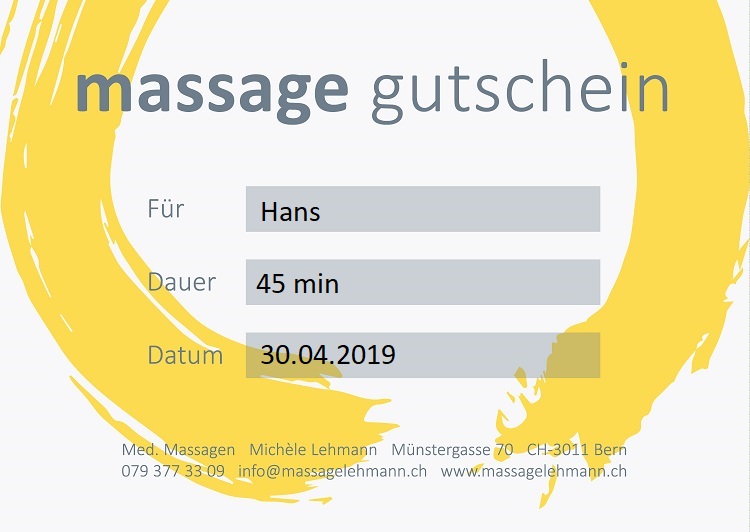 massage gutschein
Für Hans
Dauer 45 min
Datum 30.04.2019
Med. Massagen Michèle Lehmann Münstergasse 70 CH-3011 Bern
079 377 33 09 info@massagelehmann.ch www.massagelehmann.ch